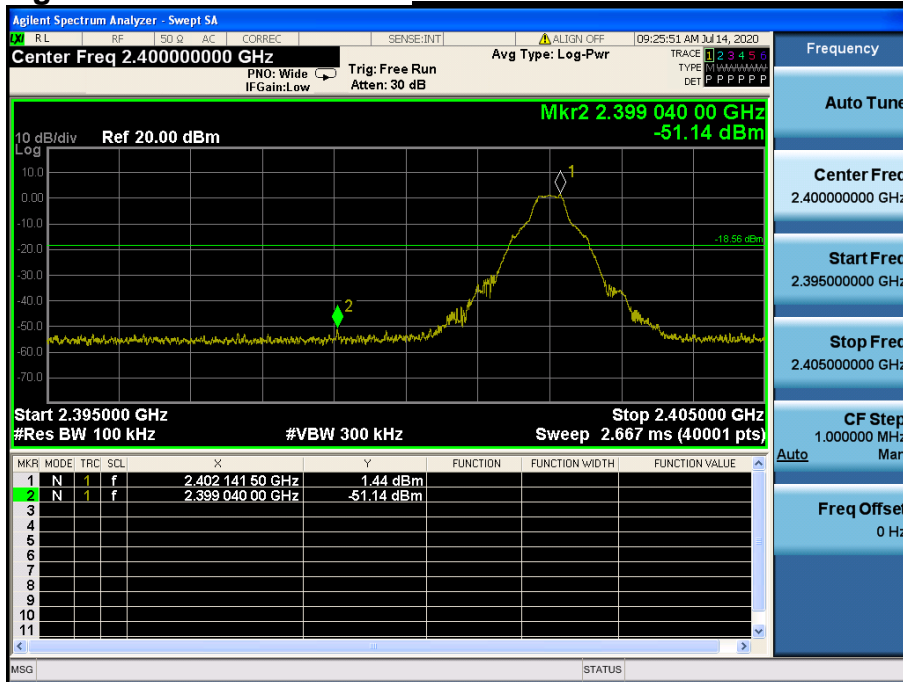 Agilent Spectrum Analyzer - Swept SA
LXI RL RF 50 Ω AC CORREC SENSE:INT ALIGN OFF 09:25:51 AM Jul 14, 2020
Center Freq 2.400000000 GHz Avg Type: Log-Pwr TRACE 1 2 3 4 5 6
PNO: Wide Trig: Free Run TYPE M WWWWW
IFGain:Low Atten: 30 dB DET P P P P P P
Mkr2 2.399 040 00 GHz
10 dB/div Ref 20.00 dBm -51.14 dBm
Log
10.0
0.00
-10.0
-20.0
-30.0
-40.0
-50.0
-60.0
-70.0
1
-18.56 dBm
2
Start 2.395000 GHz Stop 2.405000 GHz
#Res BW 100 kHz #VBW 300 kHz Sweep 2.667 ms (40001 pts)
MKR MODE TRC SCL X Y FUNCTION FUNCTION WIDTH FUNCTION VALUE
1 N 1 f 2.402 141 50 GHz 1.44 dBm
2 N 1 f 2.399 040 00 GHz -51.14 dBm
3
4
5
6
7
8
9
10
11
MSG STATUS
Frequency
Auto Tune
Center Freq
2.400000000 GHz
Start Freq
2.395000000 GHz
Stop Freq
2.405000000 GHz
CF Step
1.000000 MHz
Auto Man
Freq Offset
0 Hz